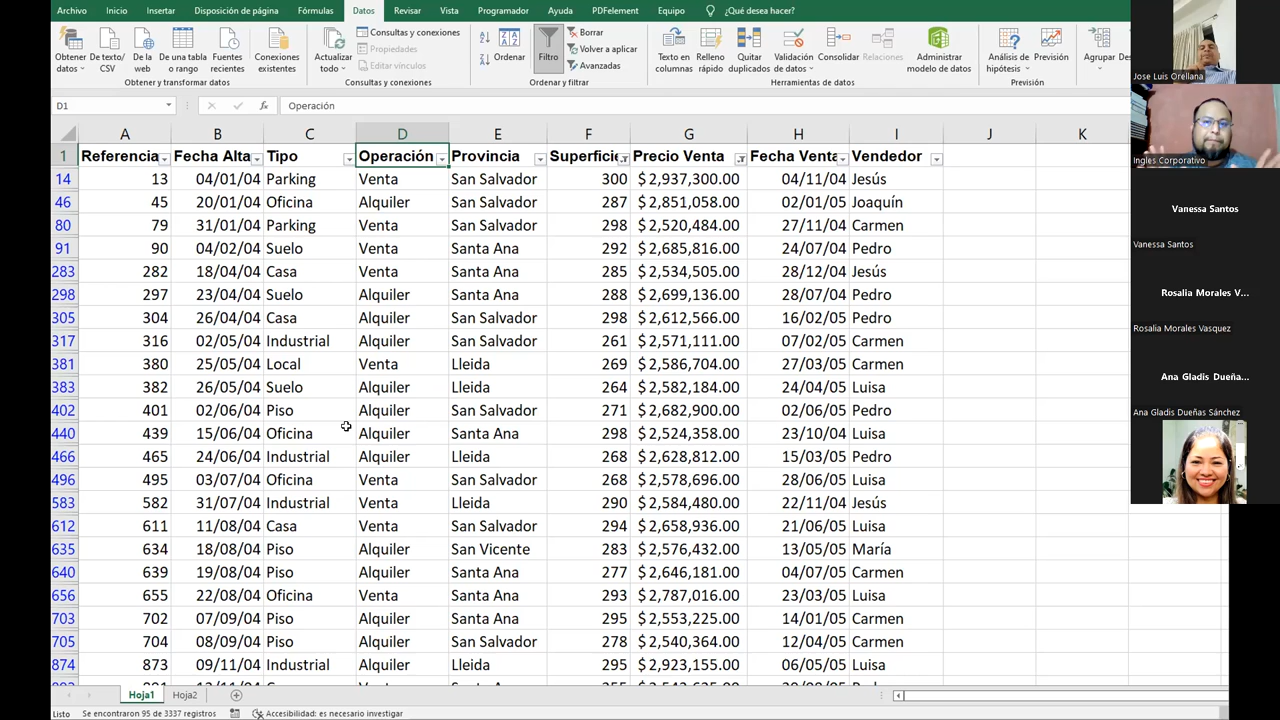 Archivo Inicio Insertar Disposición de página Fórmulas Datos Revisar Vista Programador Ayuda PDFelement Equipo ¿Qué desea hacer?
Obtener datos De texto/ CSV De la web De una tabla o rango Fuentes recientes Conexiones existentes
Obtener y transformar datos
Actualizar todo Consultas y conexiones
Propiedades
Editar vínculos
Consultas y conexiones
Ordenar Filtro Borrar
Volver a aplicar
Avanzadas
Ordenar y filtrar
Texto en columnas Relleno rápido Quitar duplicados Validación de datos Consolidar Relaciones Administrar modelo de datos
Herramientas de datos
Análisis de hipótesis Previsión
Previsión
Agrupar Des
D1 fx Operación
A B C D E F G H I J K
1 Referencia Fecha Alta Tipo Operación Provincia Superficie Precio Venta Fecha Venta Vendedor
14 13 04/01/04 Parking Venta San Salvador 300 $ 2,937,300.00 04/11/04 Jesús
46 45 20/01/04 Oficina Alquiler San Salvador 287 $ 2,851,058.00 02/01/05 Joaquín
80 79 31/01/04 Parking Venta San Salvador 298 $ 2,520,484.00 27/11/04 Carmen
91 90 04/02/04 Suelo Venta Santa Ana 292 $ 2,685,816.00 24/07/04 Pedro
283 282 18/04/04 Casa Venta Santa Ana 285 $ 2,534,505.00 28/12/04 Jesús
298 297 23/04/04 Suelo Alquiler Santa Ana 288 $ 2,699,136.00 28/07/04 Pedro
305 304 26/04/04 Casa Alquiler San Salvador 298 $ 2,612,566.00 16/02/05 Pedro
317 316 02/05/04 Industrial Alquiler San Salvador 261 $ 2,571,111.00 07/02/05 Carmen
381 380 25/05/04 Local Venta Lleida 269 $ 2,586,704.00 27/03/05 Carmen
383 382 26/05/04 Suelo Alquiler Lleida 264 $ 2,582,184.00 24/04/05 Luisa
402 401 02/06/04 Piso Alquiler San Salvador 271 $ 2,682,900.00 02/06/05 Pedro
440 439 15/06/04 Oficina Alquiler Santa Ana 298 $ 2,524,358.00 23/10/04 Luisa
466 465 24/06/04 Industrial Alquiler Lleida 268 $ 2,628,812.00 15/03/05 Pedro
496 495 03/07/04 Oficina Venta San Salvador 268 $ 2,578,696.00 28/06/05 Luisa
583 582 31/07/04 Industrial Venta Lleida 290 $ 2,584,480.00 22/11/04 Jesús
612 611 11/08/04 Casa Venta San Salvador 294 $ 2,658,936.00 21/06/05 Luisa
635 634 18/08/04 Piso Alquiler San Vicente 283 $ 2,576,432.00 13/05/05 María
640 639 19/08/04 Piso Alquiler Santa Ana 277 $ 2,646,181.00 04/07/05 Carmen
656 655 22/08/04 Oficina Venta Santa Ana 293 $ 2,787,016.00 23/03/05 Luisa
703 702 07/09/04 Piso Alquiler Santa Ana 295 $ 2,553,225.00 14/01/05 Carmen
705 704 08/09/04 Piso Alquiler San Salvador 278 $ 2,540,364.00 12/04/05 Carmen
874 873 09/11/04 Industrial Alquiler Lleida 295 $ 2,923,155.00 06/05/05 Luisa
Hoja1 Hoja2
Listo Se encontraron 95 de 3337 registros Accesibilidad: es necesario investigar
Jose Luis Orellana
Ingles Corporativo
Vanessa Santos
Vanessa Santos
Rosalia Morales V...
Rosalia Morales Vasquez
Ana Gladis Dueña...
Ana Gladis Dueñas Sánchez